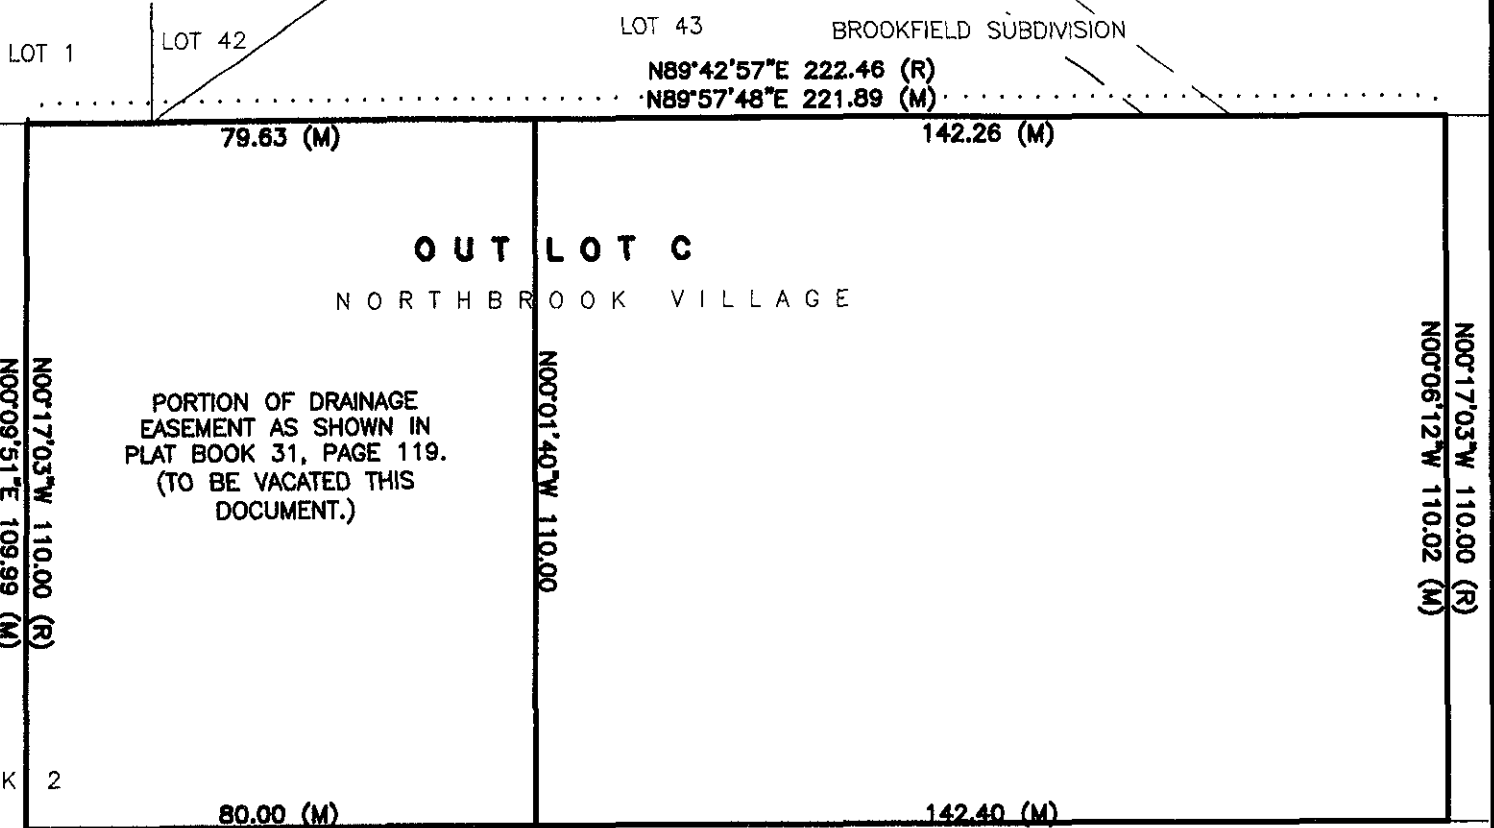 LOT 1
LOT 42
LOT 43
BROOKFIELD SUBDIVISION
N89°42'57"E 222.46 (R)
N89°57'48"E 221.89 (M)
79.63 (M)
142.26 (M)
OUT LOT C
NORTHBROOK VILLAGE
N00°09'51"E 109.99 (M)
N00°17'03"W 110.00 (R)
PORTION OF DRAINAGE
EASEMENT AS SHOWN IN
PLAT BOOK 31, PAGE 119.
(TO BE VACATED THIS
DOCUMENT.)
N00°01'40"W 110.00
N00°06'12"W 110.02 (M)
N00°17'03"W 110.00 (R)
K 2
80.00 (M)
142.40 (M)